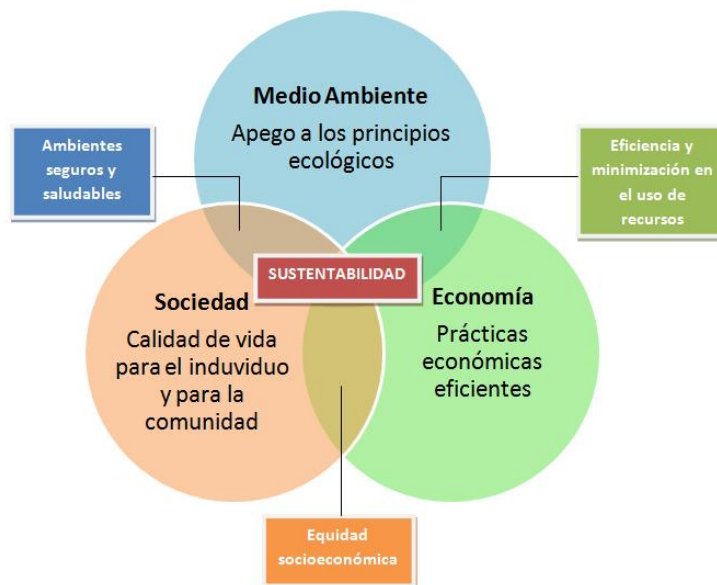 Medio Ambiente
Apego a los principios
ecológicos
Ambientes
seguros y
saludables
Eficiencia y
minimización en
el uso de
recursos
SUSTENTABILIDAD
Sociedad
Calidad de vida
para el induviduo
y para la
comunidad
Economía
Prácticas
económicas
eficientes
Equidad
socioeconómica